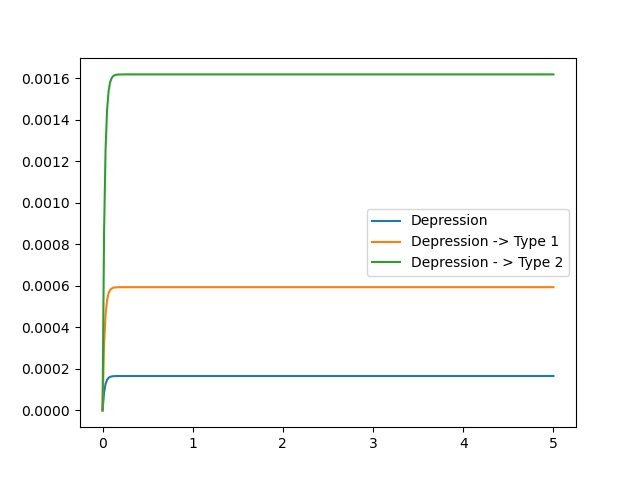 0.0016
0.0014
0.0012
0.0010
0.0008
0.0006
0.0004
0.0002
0.0000
Depression
Depression -> Type 1
Depression - > Type 2
0 1 2 3 4 5